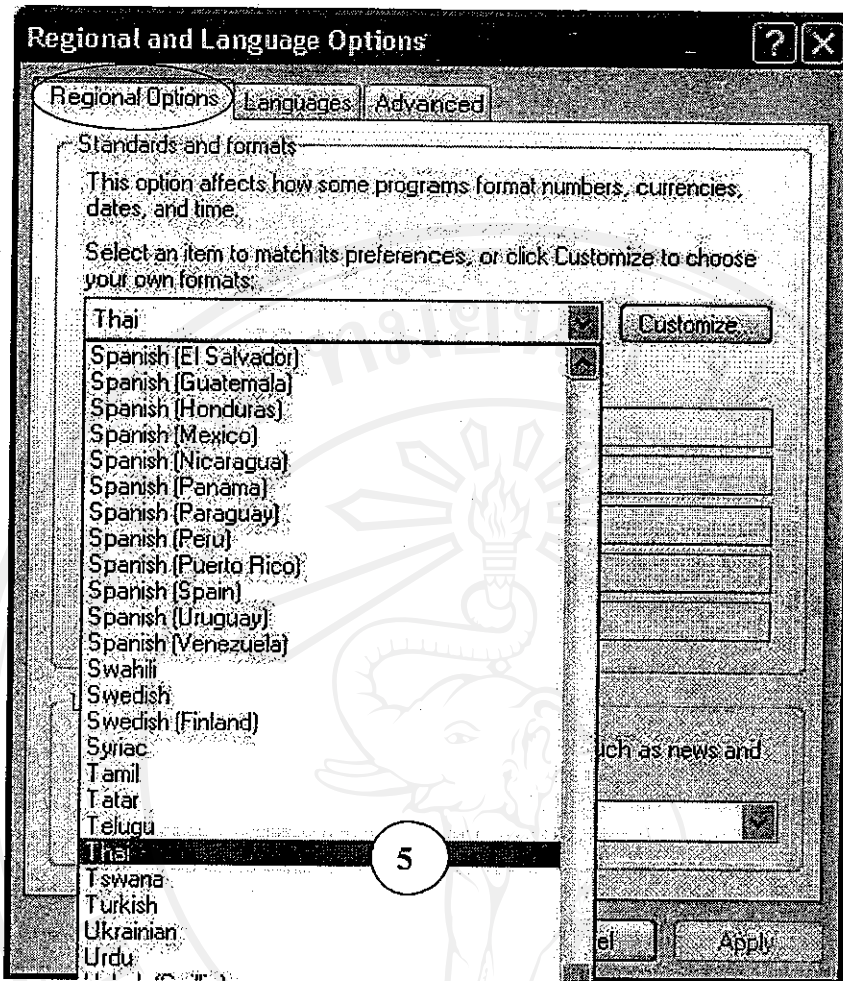 Regional and Language Options
Regional Options Languages Advanced
Standards and formats
This option affects how some programs format numbers, currencies,
dates, and time.
Select an item to match its preferences, or click Customize to choose
your own formats:
Thai
Customize...
Spanish (El Salvador)
Spanish (Guatemala)
Spanish (Honduras)
Spanish (Mexico)
Spanish (Nicaragua)
Spanish (Panama)
Spanish (Paraguay)
Spanish (Peru)
Spanish (Puerto Rico)
Spanish (Spain)
Spanish (Uruguay)
Spanish (Venezuela)
Swahili
Swedish
Swedish (Finland)
Syriac
Tamil
Tatar
Telugu
Thai
5
Tswana
Turkish
Ukrainian
Urdu
such as news and
Apply